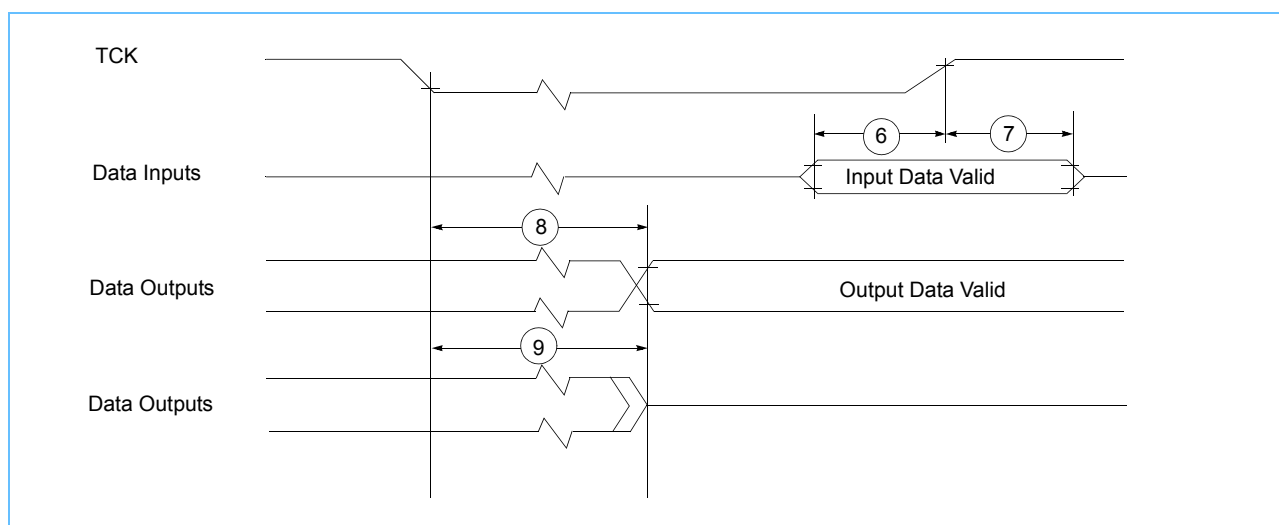 TCK
6
7
Data Inputs
Input Data Valid
8
Data Outputs
Output Data Valid
9
Data Outputs